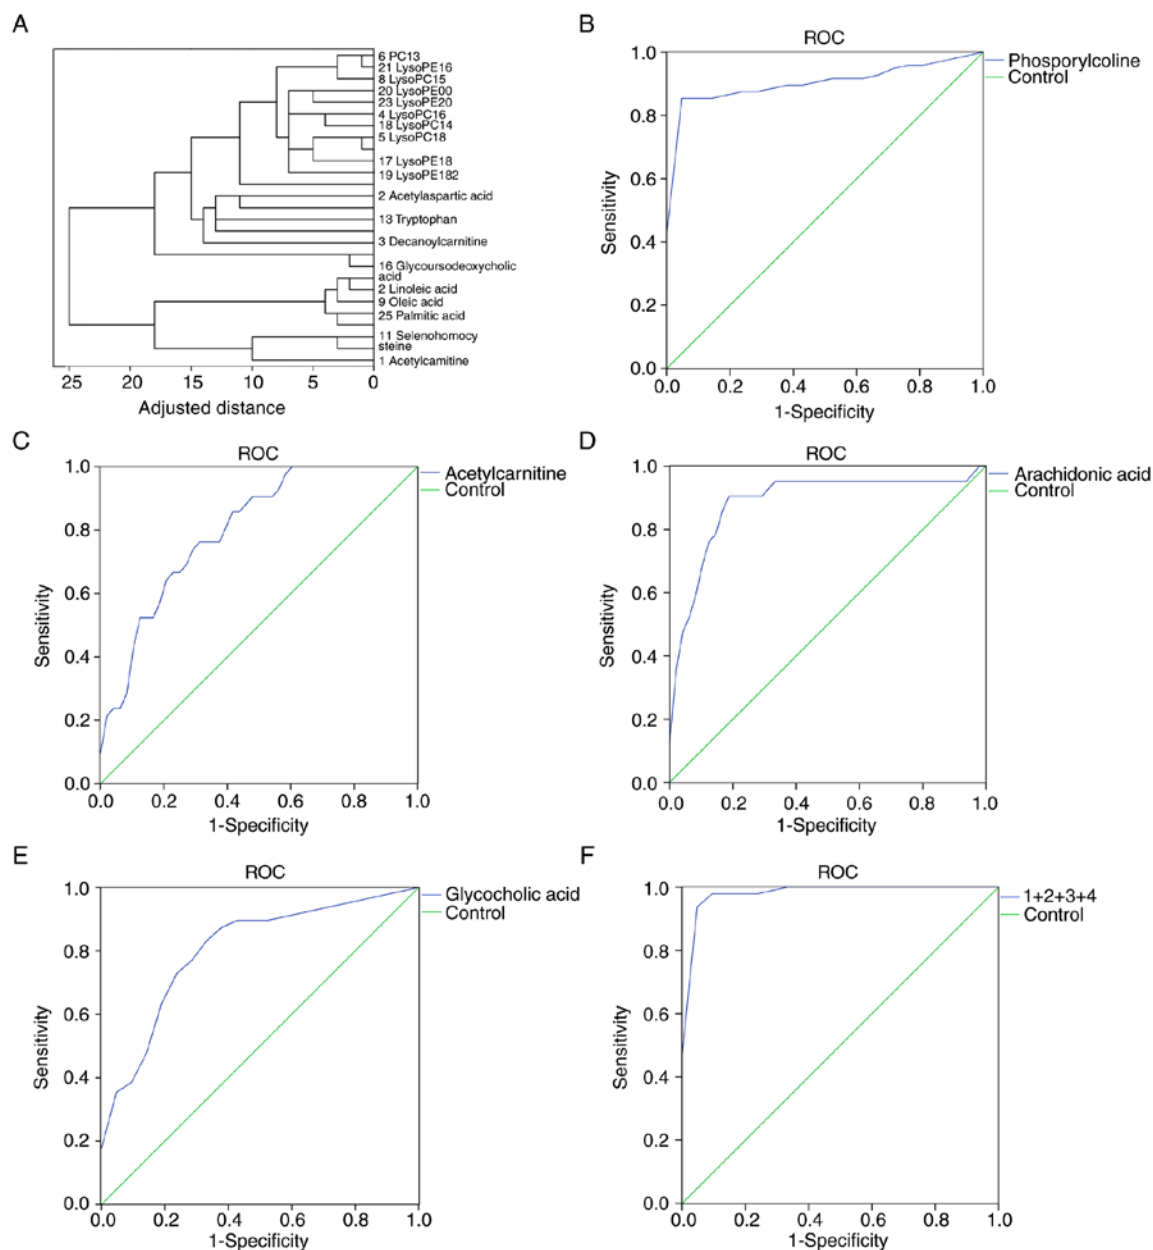 A
6 PC13
21 LysoPE16
8 LysoPC15
20 LysoPE00
23 LysoPE20
4 LysoPC16
18 LysoPC14
5 LysoPC18
17 LysoPE18
19 LysoPE182
2 Acetylaspartic acid
13 Tryptophan
3 Decanoylcarnitine
16 Glycoursodeoxycholic
acid
2 Linoleic acid
9 Oleic acid
25 Palmitic acid
11 Selenohomocy
steine
1 Acetylcarnitine
25 20 15 10 5 0
Adjusted distance
B
ROC
Phosporylcoline
Control
1.0
0.8
0.6
0.4
0.2
0.0
Sensitivity
0.0 0.2 0.4 0.6 0.8 1.0
1-Specificity
C
ROC
Acetylcarnitine
Control
1.0
0.8
0.6
0.4
0.2
0.0
Sensitivity
0.0 0.2 0.4 0.6 0.8 1.0
1-Specificity
D
ROC
Arachidonic acid
Control
1.0
0.8
0.6
0.4
0.2
0.0
Sensitivity
0.0 0.2 0.4 0.6 0.8 1.0
1-Specificity
E
ROC
Glycocholic acid
Control
1.0
0.8
0.6
0.4
0.2
0.0
Sensitivity
0.0 0.2 0.4 0.6 0.8 1.0
1-Specificity
F
ROC
1+2+3+4
Control
1.0
0.8
0.6
0.4
0.2
0.0
Sensitivity
0.0 0.2 0.4 0.6 0.8 1.0
1-Specificity